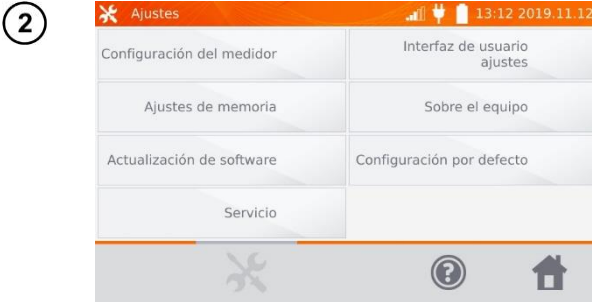 2
Ajustes 13:12 2019.11.12
Configuración del medidor
Interfaz de usuario
ajustes
Ajustes de memoria
Sobre el equipo
Actualización de software
Configuración por defecto
Servicio
?